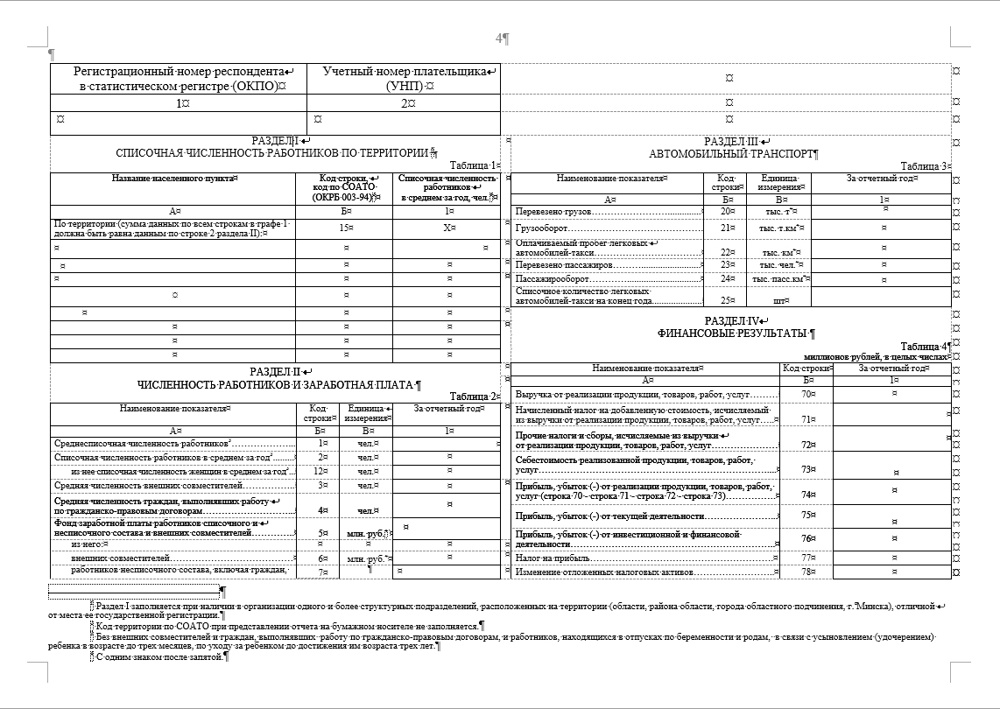 4¶
¶
Регистрационный номер респондента
в статистическом регистре (ОКПО)¤
Учетный номер плательщика
(УНП) ¤
1¤
2¤
РАЗДЕЛ I
СПИСОЧНАЯ ЧИСЛЕННОСТЬ РАБОТНИКОВ ПО ТЕРРИТОРИИ ¶
Таблица 1¤
Название населенного пункта¤
Код строки,
код по СОАТО
(ОКРБ 003-94)¤
Списочная численность
работников
в среднем за год, чел.¤
А¤
Б¤
1¤
По территории (сумма данных по всем строкам в графе 1
должна быть равна данным по строке 2 раздела II):¤
15¤
Х¤
РАЗДЕЛ II
ЧИСЛЕННОСТЬ РАБОТНИКОВ И ЗАРАБОТНАЯ ПЛАТА ¶
Таблица 2¤
Наименование показателя¤
Код
строки¤
Единица
измерения¤
За отчетный год¤
А¤
Б¤
В¤
1¤
Среднесписочная численность работников³
1¤
чел.¤
Списочная численность работников в среднем за год²
2¤
чел.¤
из нее списочная численность женщин в среднем за год²
12¤
чел.¤
Средняя численность внешних совместителей
3¤
чел.¤
Средняя численность граждан, выполнявших работу
по гражданско-правовым договорам
4¤
чел.¤
Фонд заработной платы работников списочного и
несписочного состава и внешних совместителей
5¤
млн. руб.
из него:¤
внешних совместителей
6¤
млн. руб.
работников несписочного состава, включая граждан,
7¤
¶
РАЗДЕЛ III
АВТОМОБИЛЬНЫЙ ТРАНСПОРТ¶
Таблица 3¤
Наименование показателя¤
Код
строки¤
Единица
измерения¤
За отчетный год¤
А¤
Б¤
В¤
1¤
Перевезено грузов
20¤
тыс. т
Грузооборот
21¤
тыс. т.км
Оплачиваемый пробег легковых
автомобилей-такси
22¤
тыс. км
Перевезено пассажиров
23¤
тыс. чел.
Пассажирооборот
24¤
тыс. пасс.км
Списочное количество легковых
автомобилей-такси на конец года
25¤
шт¤
РАЗДЕЛ IV
ФИНАНСОВЫЕ РЕЗУЛЬТАТЫ ¶
Таблица 4¶
миллионов рублей, в целых числах¤
Наименование показателя¤
Код строки¤
За отчетный год¤
А¤
Б¤
1¤
Выручка от реализации продукции, товаров, работ, услуг
70¤
Начисленный налог на добавленную стоимость, исчисляемый
из выручки от реализации продукции, товаров, работ, услуг
71¤
Прочие налоги и сборы, исчисляемые из выручки
от реализации продукции, товаров, работ, услуг
72¤
Себестоимость реализованной продукции, товаров, работ,
услуг
73¤
Прибыль, убыток (-) от реализации продукции, товаров, работ,
услуг (строка 70 - строка 71 - строка 72 - строка 73)
74¤
Прибыль, убыток (-) от текущей деятельности
75¤
Прибыль, убыток (-) от инвестиционной и финансовой
деятельности
76¤
Налог на прибыль
77¤
Изменение отложенных налоговых активов
78¤
Раздел I заполняется при наличии в организации одного и более структурных подразделений, расположенных на территории (области, района области, города областного подчинения, г. Минска), отличной
от места ее государственной регистрации.¶
Код территории по СОАТО при представлении отчета на бумажном носителе не заполняется.¶
Без внешних совместителей и граждан, выполнявших работу по гражданско-правовым договорам, и работников, находящихся в отпусках по беременности и родам, в связи с усыновлением (удочерением)
ребенка в возрасте до трех месяцев, по уходу за ребенком до достижения им возраста трех лет.¶
С одним знаком после запятой.¶